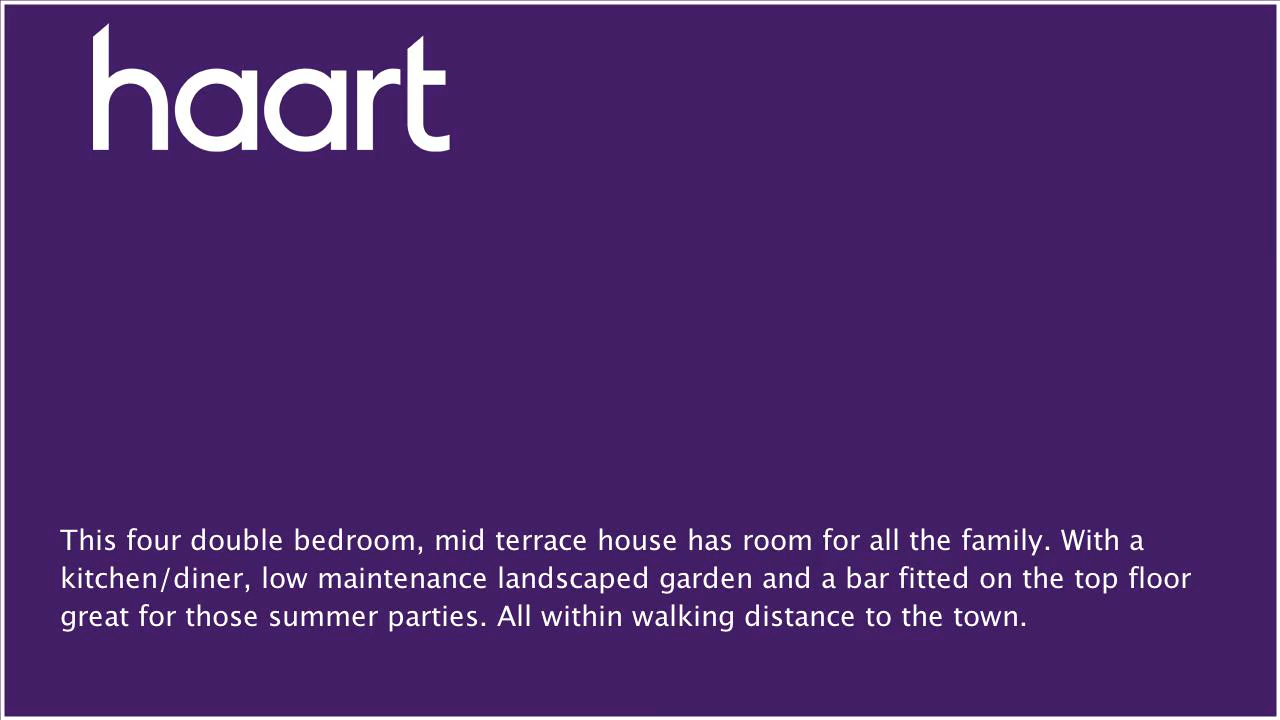 haart
This four double bedroom, mid terrace house has room for all the family. With a
kitchen/diner, low maintenance landscaped garden and a bar fitted on the top floor
great for those summer parties. All within walking distance to the town.